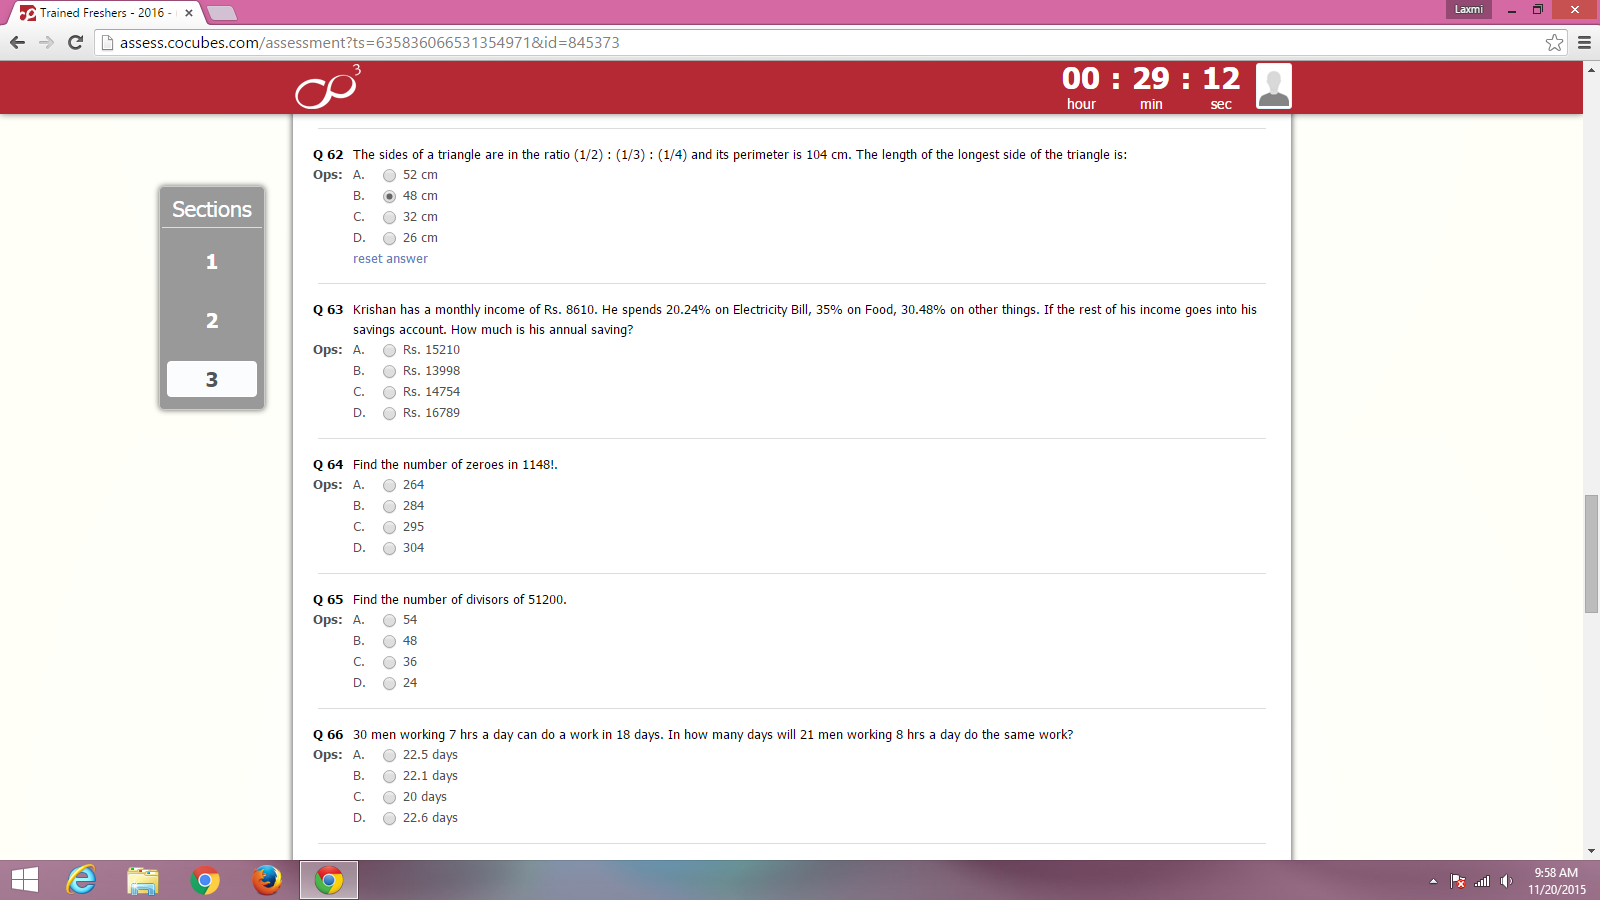 Trained Freshers - 2016 -
Laxmi
assess.cocubes.com/assessment?ts=635836066531354971&id=845373
3
00 : 29 : 12
hour min sec
Sections
1
2
3
Q 62 The sides of a triangle are in the ratio (1/2) : (1/3) : (1/4) and its perimeter is 104 cm. The length of the longest side of the triangle is:
Ops: A. 52 cm
B. 48 cm
C. 32 cm
D. 26 cm
reset answer
Q 63 Krishan has a monthly income of Rs. 8610. He spends 20.24% on Electricity Bill, 35% on Food, 30.48% on other things. If the rest of his income goes into his
savings account. How much is his annual saving?
Ops: A. Rs. 15210
B. Rs. 13998
C. Rs. 14754
D. Rs. 16789
Q 64 Find the number of zeroes in 1148!.
Ops: A. 264
B. 284
C. 295
D. 304
Q 65 Find the number of divisors of 51200.
Ops: A. 54
B. 48
C. 36
D. 24
Q 66 30 men working 7 hrs a day can do a work in 18 days. In how many days will 21 men working 8 hrs a day do the same work?
Ops: A. 22.5 days
B. 22.1 days
C. 20 days
D. 22.6 days
9:58 AM
11/20/2015